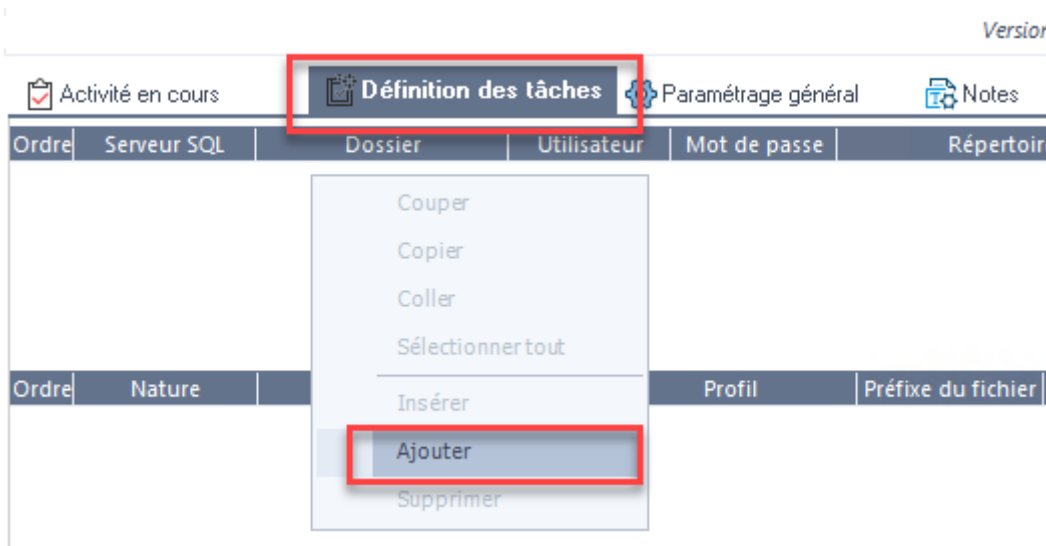 Version
Activité en cours Définition des tâches Paramétrage général Notes
Ordre Serveur SQL Dossier Utilisateur Mot de passe Répertoir
Couper
Copier
Coller
Sélectionner tout
Ordre Nature Profil Préfixe du fichier
Insérer
Ajouter
Supprimer